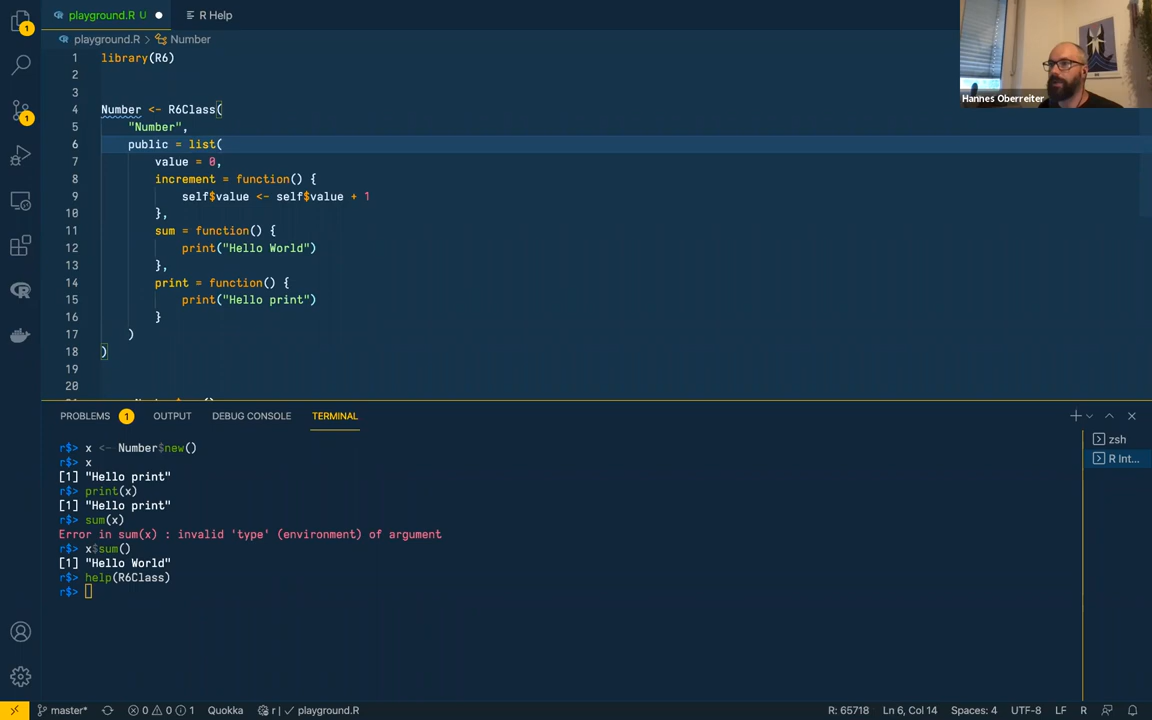 playground.R U
R Help
playground.R > Number
Hannes Oberreiter
1 library(R6)
2
3
4 Number <- R6Class(
5 "Number",
6 public = list(
7 value = 0,
8 increment = function() {
9 self$value <- self$value + 1
10 },
11 sum = function() {
12 print("Hello World")
13 },
14 print = function() {
15 print("Hello print")
16 }
17 )
18 )
19
20
PROBLEMS 1 OUTPUT DEBUG CONSOLE TERMINAL
r$> x <- Number$new()
r$> x
[1] "Hello print"
r$> print(x)
[1] "Hello print"
r$> sum(x)
Error in sum(x) : invalid 'type' (environment) of argument
r$> x$sum()
[1] "Hello World"
r$> help(R6Class)
r$>
zsh
R Int...
1
1
master* 0 0 1 Quokka r | playground.R R: 65718 Ln 6, Col 14 Spaces: 4 UTF-8 LF R